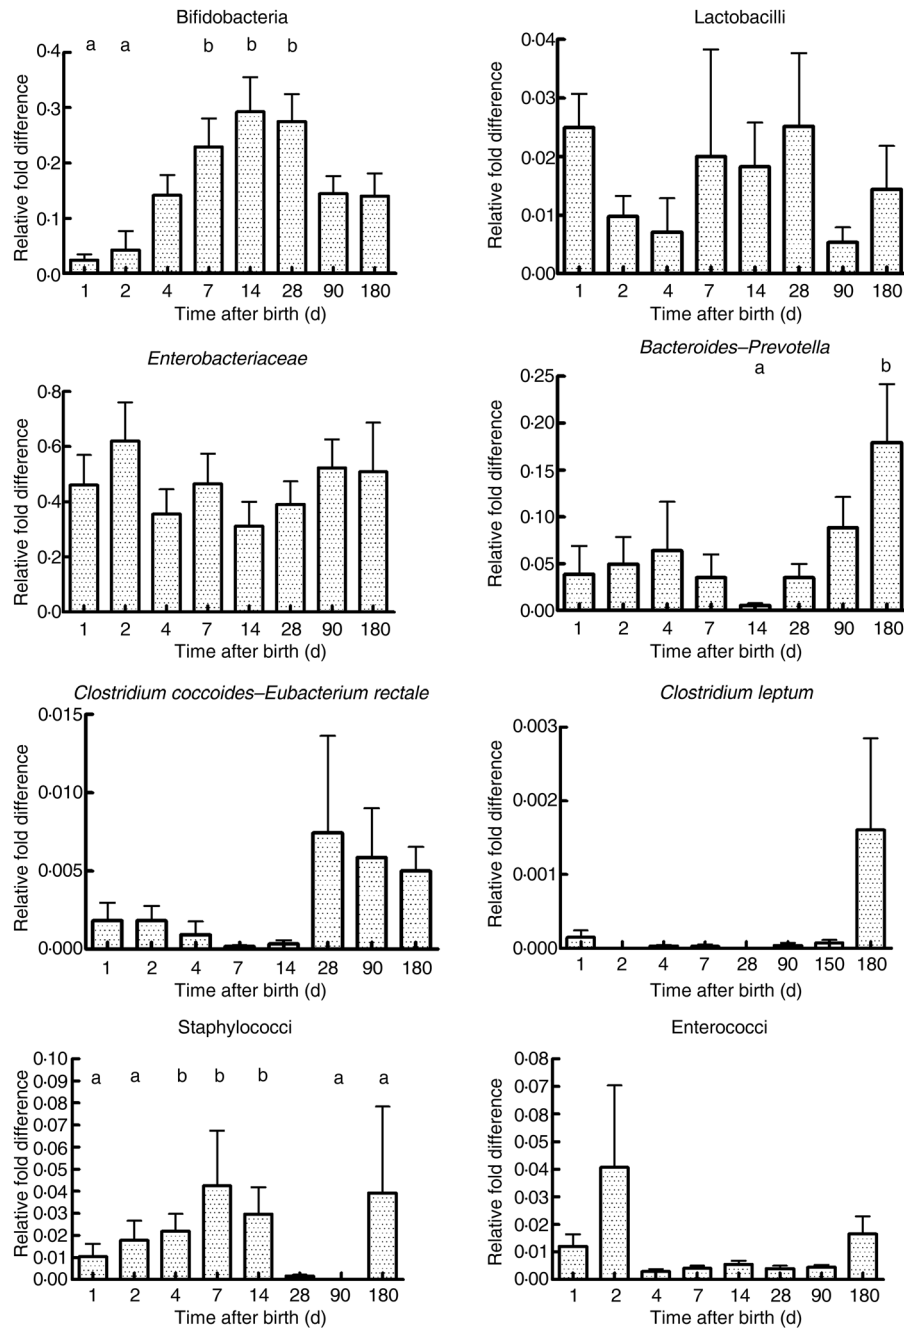 Bifidobacteria
a a b b b
Relative fold difference
0·4
0·3
0·2
0·1
0·0
1 2 4 7 14 28 90 180
Time after birth (d)
Lactobacilli
Relative fold difference
0·04
0·03
0·02
0·01
0·00
1 2 4 7 14 28 90 180
Time after birth (d)
Enterobacteriaceae
Relative fold difference
0·8
0·6
0·4
0·2
0·0
1 2 4 7 14 28 90 180
Time after birth (d)
Bacteroides–Prevotella
a b
Relative fold difference
0·25
0·20
0·15
0·10
0·05
0·00
1 2 4 7 14 28 90 180
Time after birth (d)
Clostridium coccoides–Eubacterium rectale
Relative fold difference
0·015
0·010
0·005
0·000
1 2 4 7 14 28 90 180
Time after birth (d)
Clostridium leptum
Relative fold difference
0·003
0·002
0·001
0·000
1 2 4 7 28 90 150 180
Time after birth (d)
Staphylococci
a a b b b a a
Relative fold difference
0·10
0·09
0·08
0·07
0·06
0·05
0·04
0·03
0·02
0·01
0·00
1 2 4 7 14 28 90 180
Time after birth (d)
Enterococci
Relative fold difference
0·08
0·07
0·08
0·06
0·04
0·03
0·02
0·01
0·00
1 2 4 7 14 28 90 180
Time after birth (d)